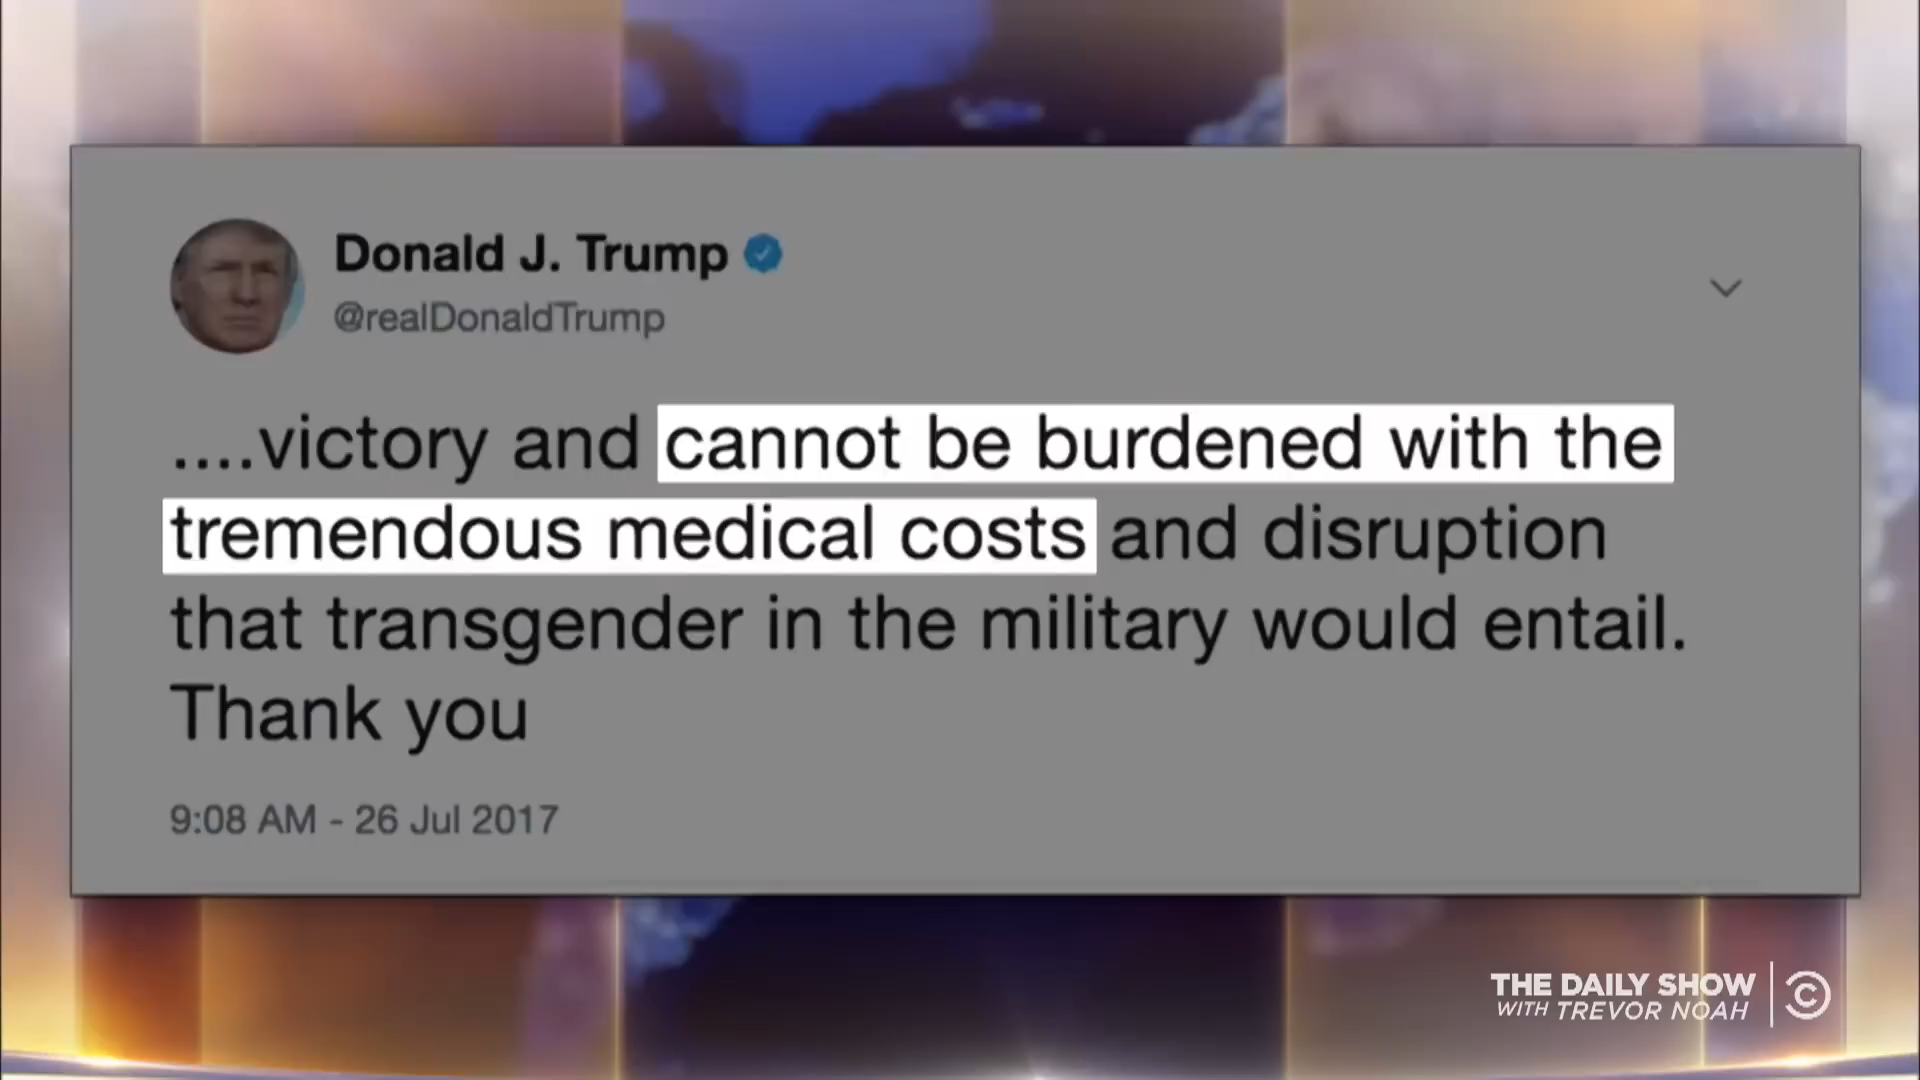 Donald J. Trump
@realDonaldTrump
....victory and cannot be burdened with the
tremendous medical costs and disruption
that transgender in the military would entail.
Thank you
9:08 AM - 26 Jul 2017
THE DAILY SHOW
WITH TREVOR NOAH